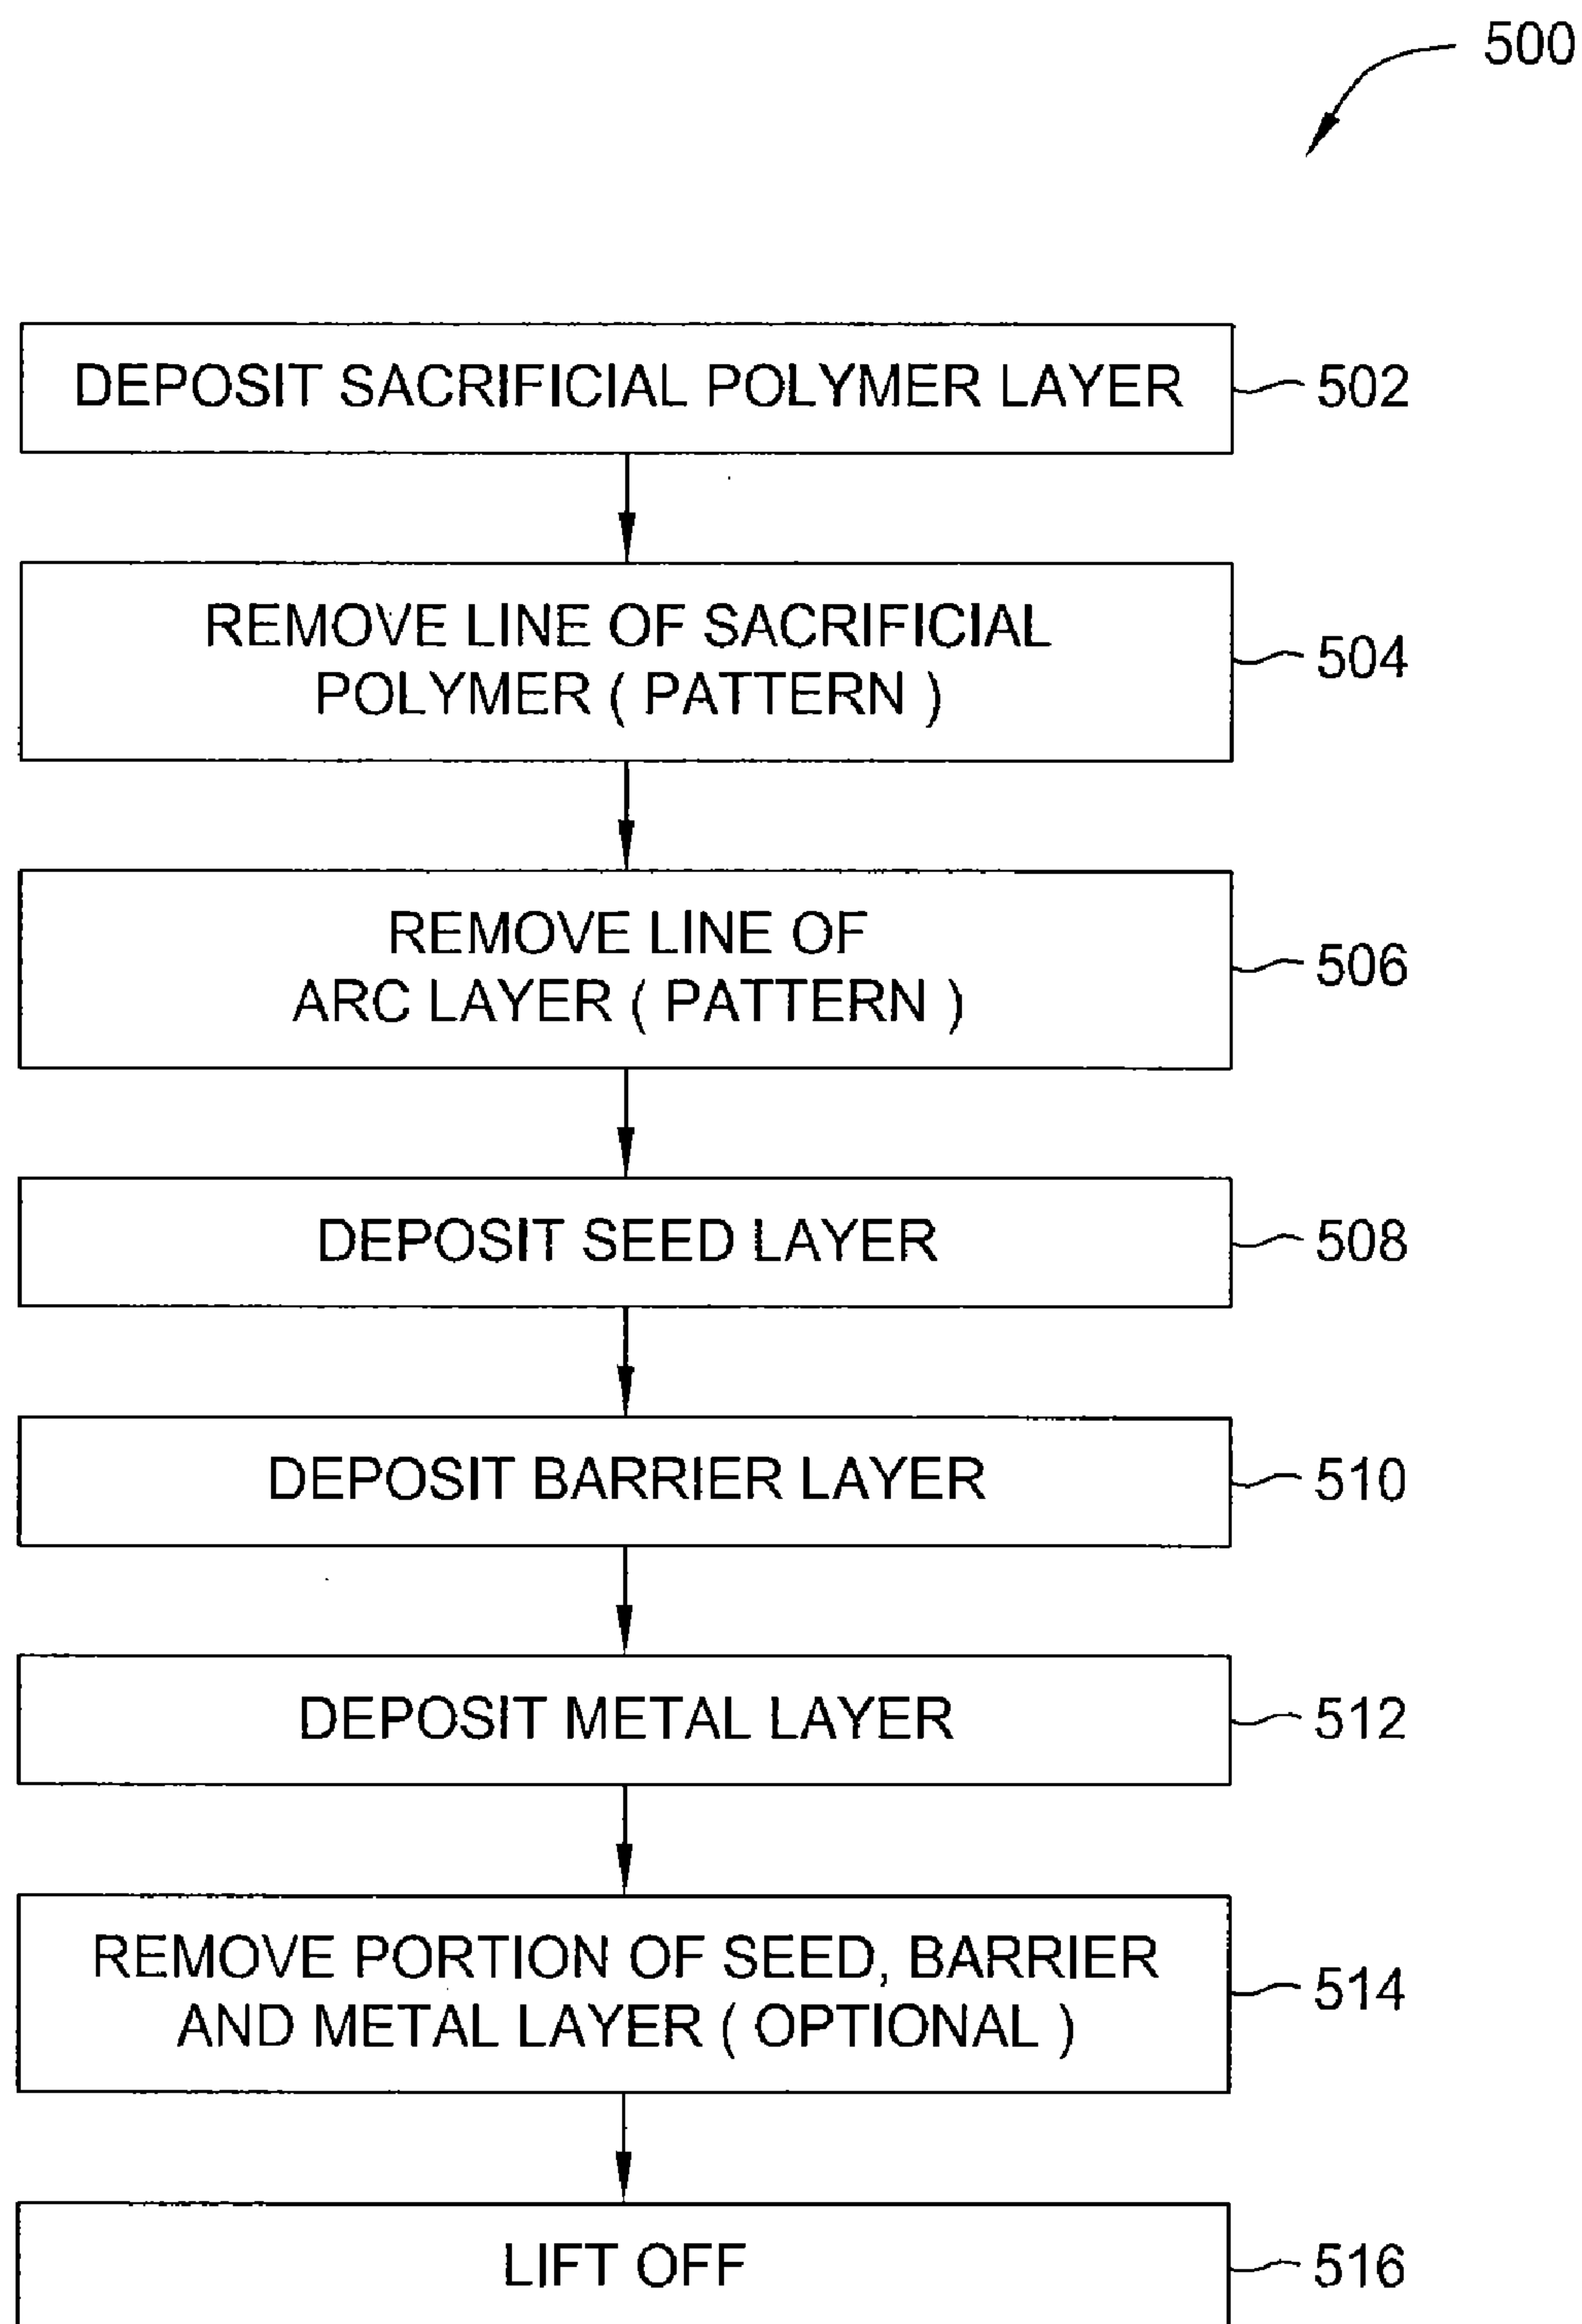 500
DEPOSIT SACRIFICIAL POLYMER LAYER
502
REMOVE LINE OF SACRIFICIAL
POLYMER ( PATTERN )
504
REMOVE LINE OF
ARC LAYER ( PATTERN )
506
DEPOSIT SEED LAYER
508
DEPOSIT BARRIER LAYER
510
DEPOSIT METAL LAYER
512
REMOVE PORTION OF SEED, BARRIER
AND METAL LAYER ( OPTIONAL )
514
LIFT OFF
516